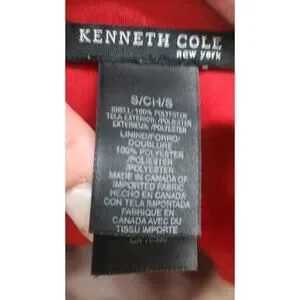 KENNETH COLE
new york
S/CH/S
SHELL:100% POLYESTER
TELA EXTERIOR:/POLYESTER
EXTERIEUR:/POLYESTER
LINING/FORRO/
DOUBLURE
100% POLYESTER
/POLIESTER
/POLYESTER
MADE IN CANADA OF
IMPORTED FABRIC
HECHO EN CANADA
CON TELA IMPORTADA
FABRIQUE EN
CANADA AVEC DU
TISSU IMPORTE